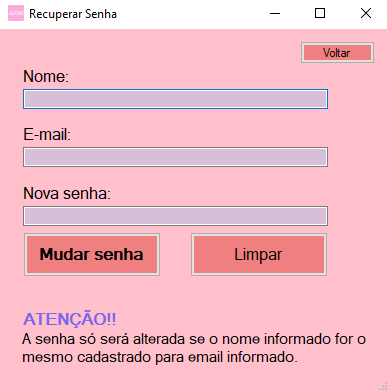 Recuperar Senha
Voltar
Nome:
E-mail:
Nova senha:
Mudar senha
Limpar
ATENÇÃO!!
A senha só será alterada se o nome informado for o
mesmo cadastrado para email informado.